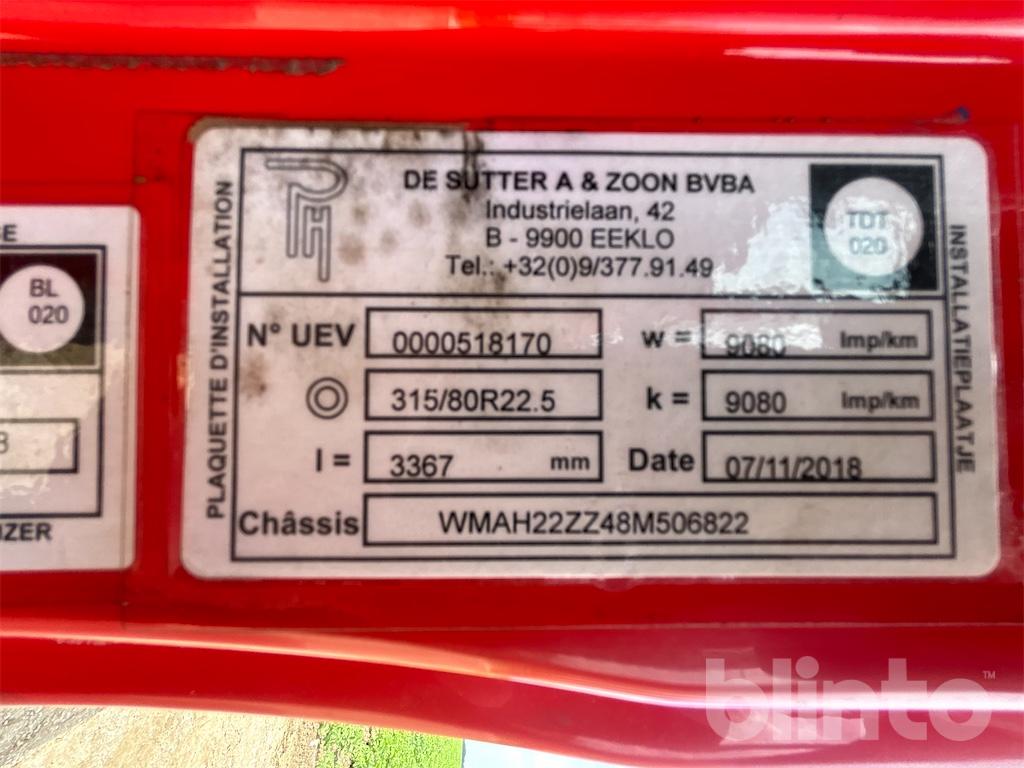 DE SUTTER A & ZOON BVBA
Industrielaan, 42
B - 9900 EEKLO
Tel.: +32(0)9/377.91.49
TDT
020
PLAQUETTE D'INSTALLATION
INSTALLATIEPLAATJE
N° UEV 0000518170 w = 9080 Imp/km
315/80R22.5 k = 9080 Imp/km
l = 3367 mm Date 07/11/2018
Châssis WMAH22ZZ48M506822
BL
020
blinto™